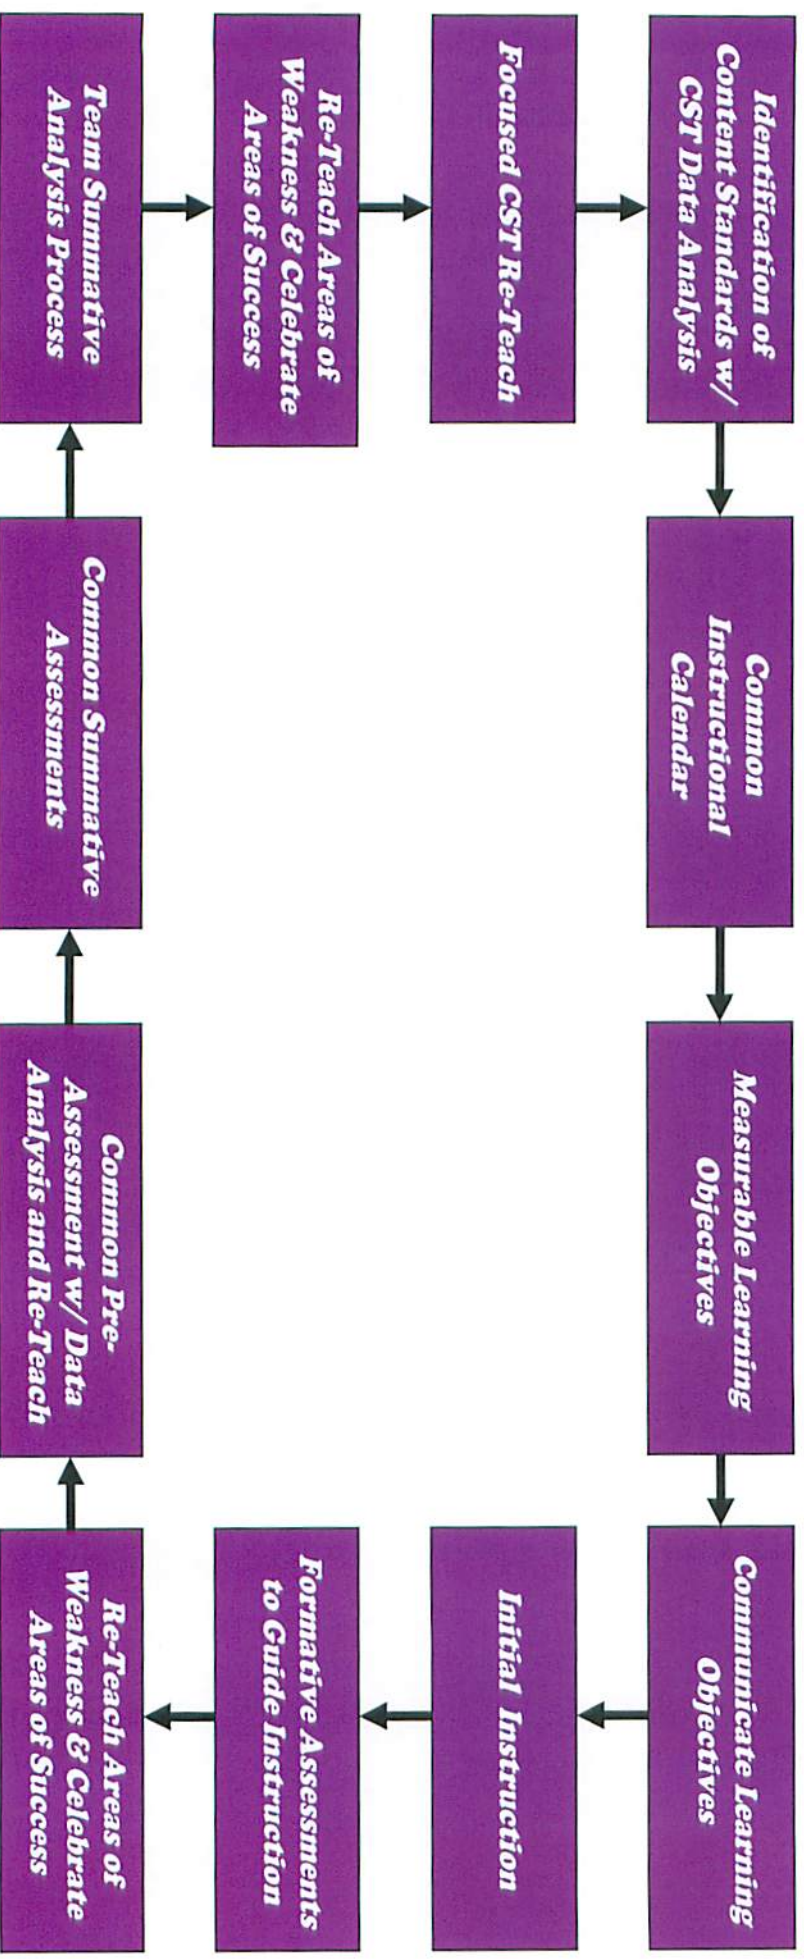 Identification of
Content Standards w/
CST Data Analysis
Common
Instructional
Calendar
Measurable Learning
Objectives
Communicate Learning
Objectives
Initial Instruction
Formative Assessments
to Guide Instruction
Re-Teach Areas of
Weakness & Celebrate
Areas of Success
Common Pre-
Assessment w/ Data
Analysis and Re-Teach
Common Summative
Assessments
Team Summative
Analysis Process
Re-Teach Areas of
Weakness & Celebrate
Areas of Success
Focused CST Re-Teach